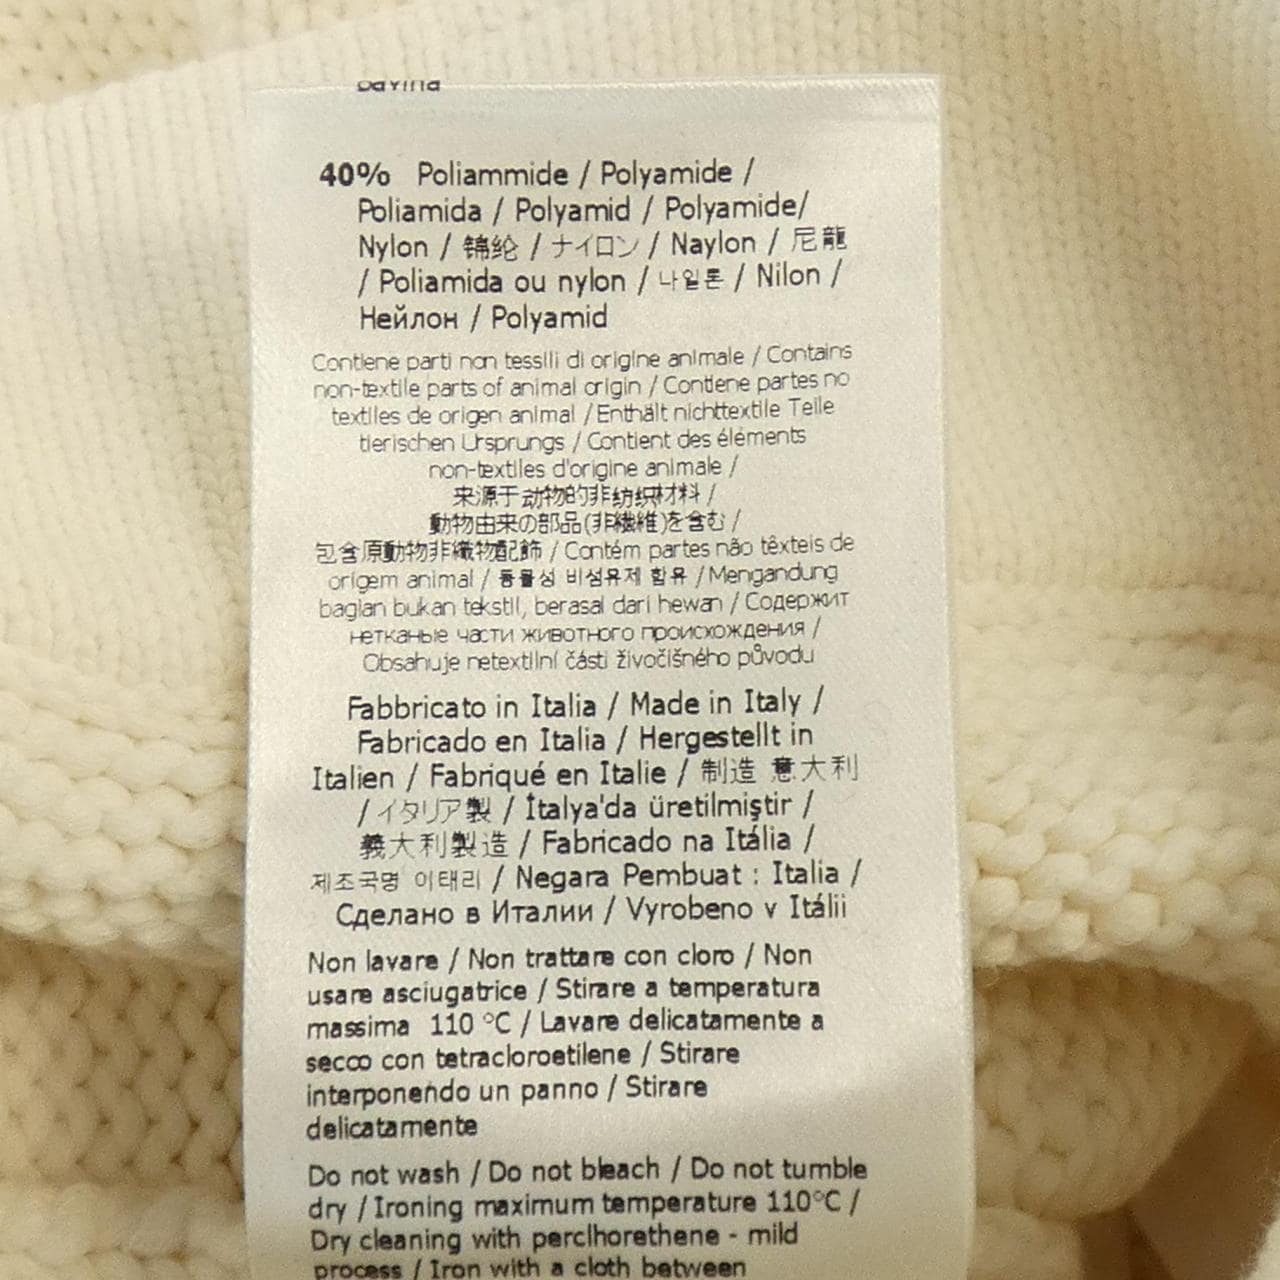 40% Poliammide / Polyamide /
Poliamida / Polyamid / Polyamide/
Nylon / 锦纶 / ナイロン / Naylon / 尼龍
/ Poliamida ou nylon / 나일론 / Nilon /
Нейлон / Polyamid
Contiene parti non tessili di origine animale / Contains
non-textile parts of animal origin / Contiene partes no
textiles de origen animal / Enthält nichttextile Teile
tierischen Ursprungs / Contient des éléments
non-textiles d'origine animale /
来源于动物的非纺织材料 /
動物由来の部品(非繊維)を含む /
包含原動物非織物配飾 / Contém partes não têxteis de
origem animal / 동물성 비섬유제 함유 / Mengandung
bagian bukan tekstil, berasal dari hewan / Содержит
нетканые части животного происхождения /
Obsahuje netextilní části živočišného původu
Fabbricato in Italia / Made in Italy /
Fabricado en Italia / Hergestellt in
Italien / Fabriqué en Italie / 制造 意大利
/ イタリア製 / İtalya'da üretilmiştir /
義大利製造 / Fabricado na Itália /
제조국명 이태리 / Negara Pembuat : Italia /
Сделано в Италии / Vyrobeno v Itálii
Non lavare / Non trattare con cloro / Non
usare asciugatrice / Stirare a temperatura
massima 110 °C / Lavare delicatamente a
secco con tetracloroetilene / Stirare
interponendo un panno / Stirare
delicatamente
Do not wash / Do not bleach / Do not tumble
dry / Ironing maximum temperature 110°C /
Dry cleaning with perclhorethene - mild
process / Iron with a cloth between